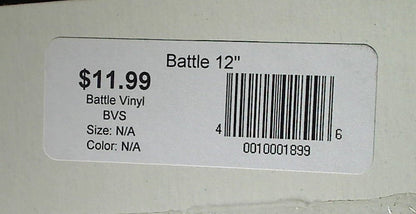 Battle 12"
$11.99
Battle Vinyl
BVS
Size: N/A
Color: N/A
4 6
0010001899